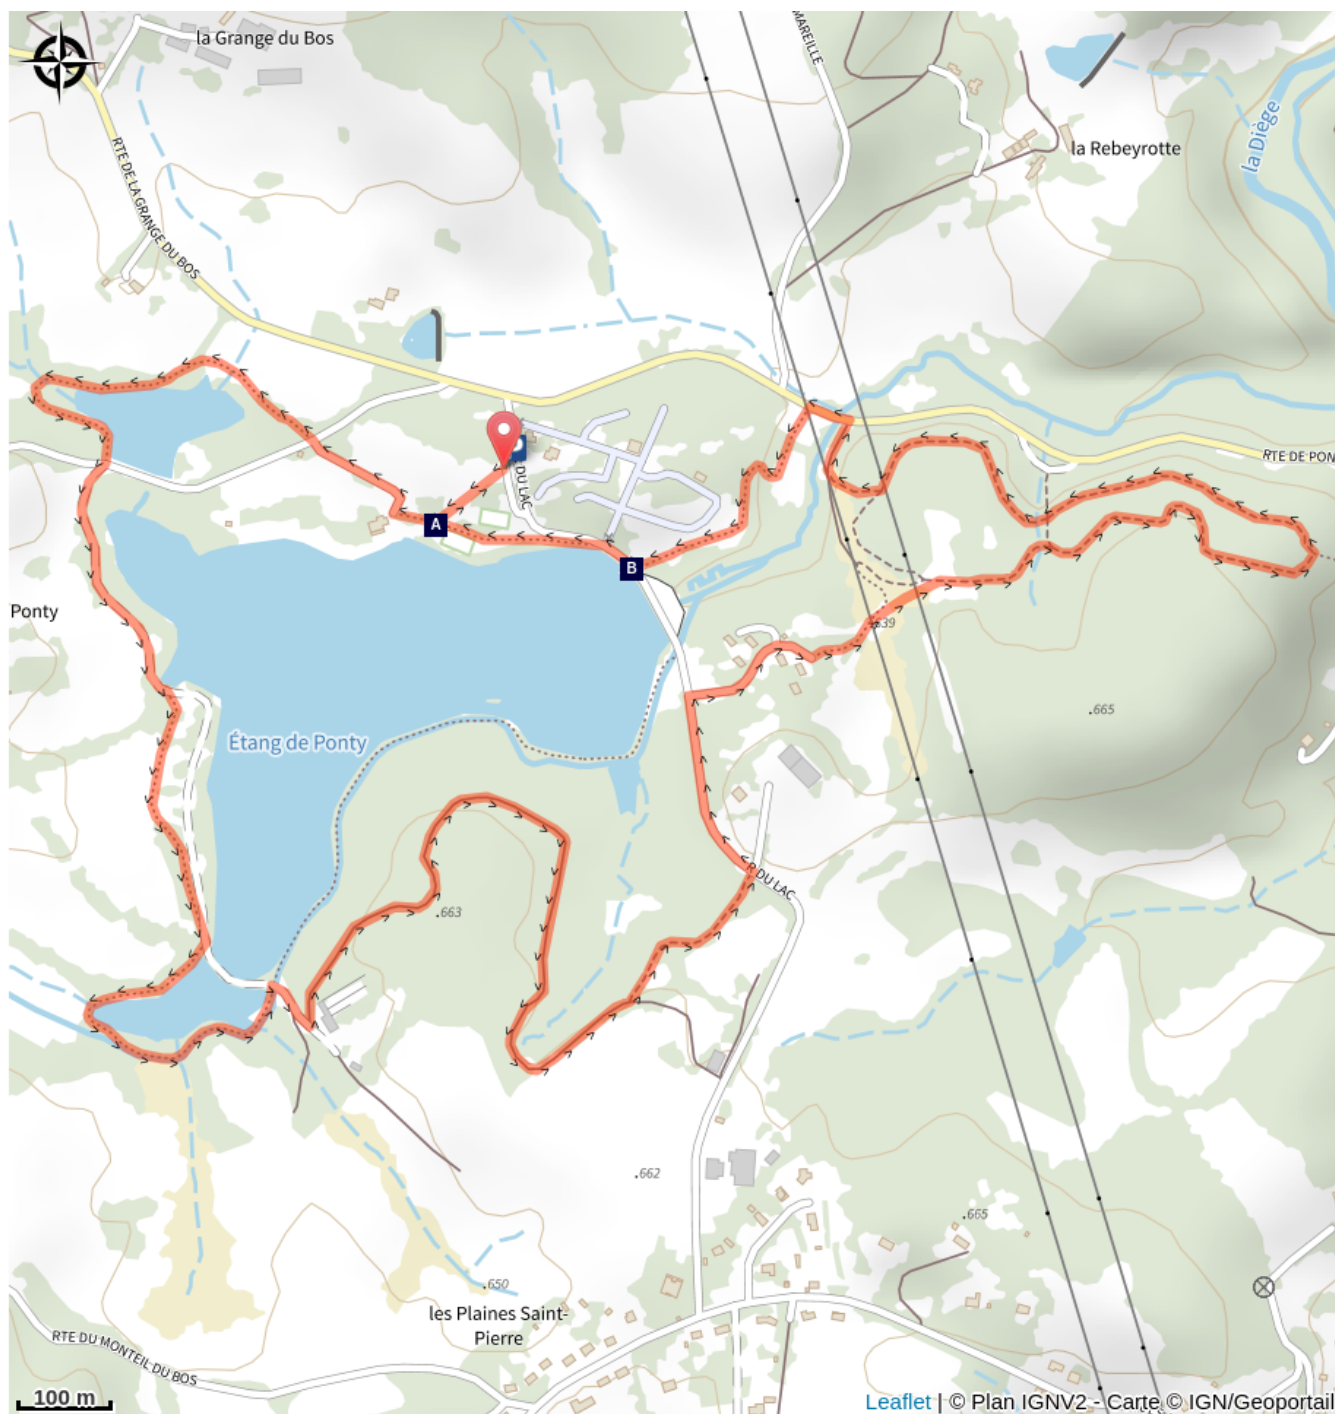 la Grange du Bos
MAREILLE
la Rebeyrotte
la Diège
RTE DE LA GRANGE DU BOS
DU LAC
RTE DE PON
A
B
Ponty
639
.665
Étang de Ponty
R DU LAC
.663
.662
.665
.650
les Plaines Saint-
Pierre
RTE DU MONTEIL DU BOS
100 m
Leaflet | © Plan IGNV2 - Carte © IGN/Geoportail